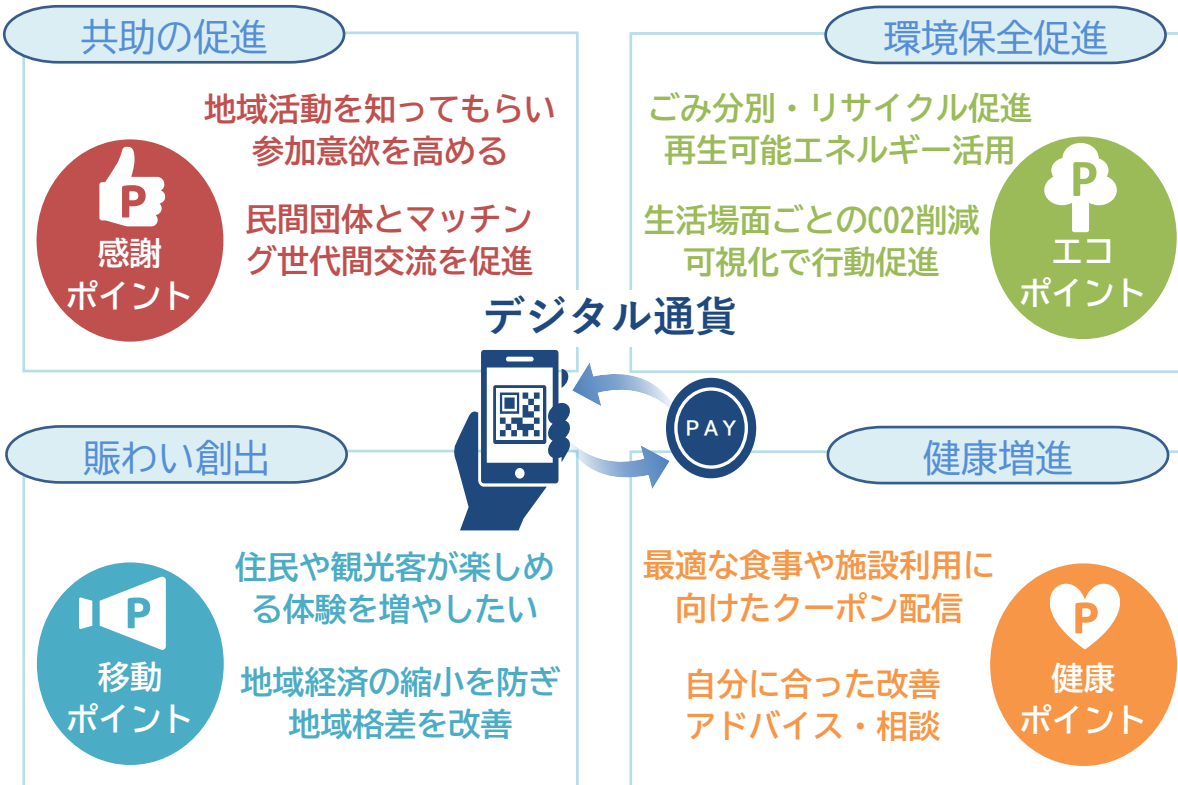 共助の促進
地域活動を知ってもらい
参加意欲を高める
民間団体とマッチン
グ世代間交流を促進
P
感謝
ポイント
環境保全促進
ごみ分別・リサイクル促進
再生可能エネルギー活用
生活場面ごとのCO2削減
可視化で行動促進
P
エコ
ポイント
デジタル通貨
PAY
賑わい創出
住民や観光客が楽しめ
る体験を増やしたい
地域経済の縮小を防ぎ
地域格差を改善
P
移動
ポイント
健康増進
最適な食事や施設利用に
向けたクーポン配信
自分に合った改善
アドバイス・相談
P
健康
ポイント